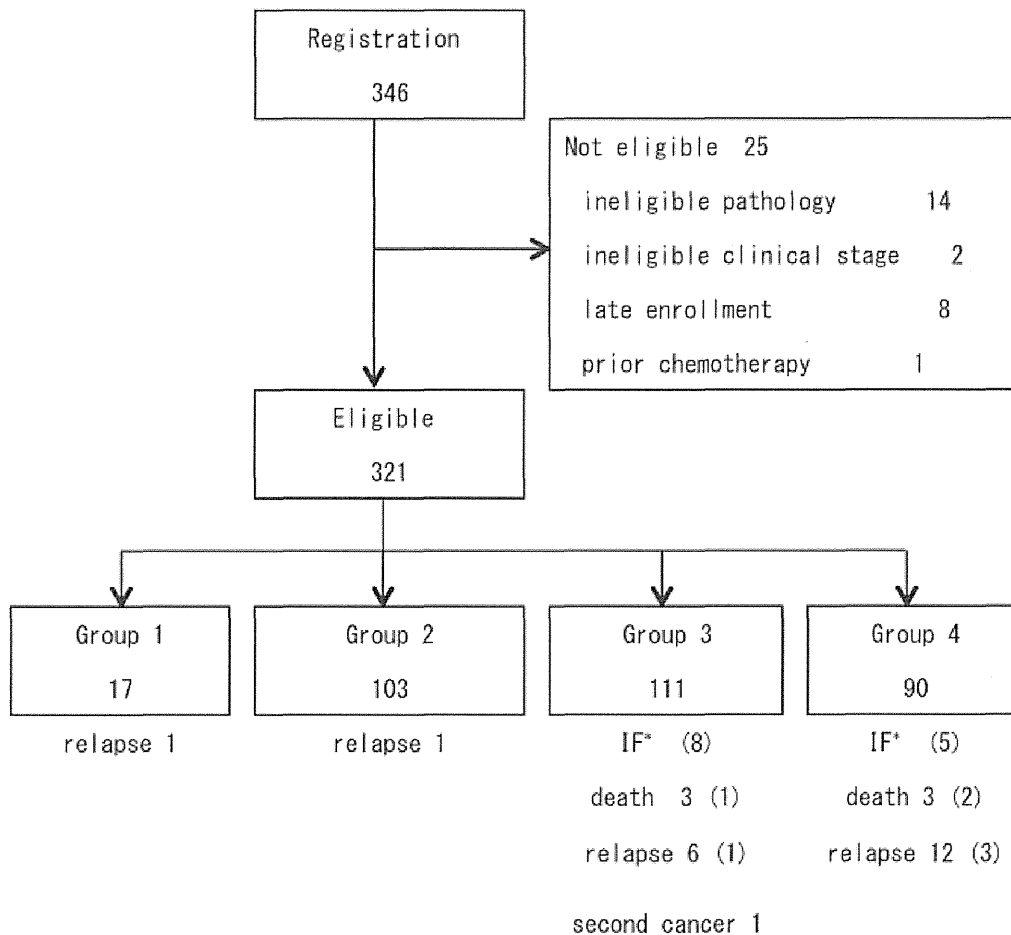 Registration
346
Not eligible 25
ineligible pathology 14
ineligible clinical stage 2
late enrollment 8
prior chemotherapy 1
Eligible
321
Group 1
17
relapse 1
Group 2
103
relapse 1
Group 3
111
IF* (8)
death 3 (1)
relapse 6 (1)
second cancer 1
Group 4
90
IF* (5)
death 3 (2)
relapse 12 (3)